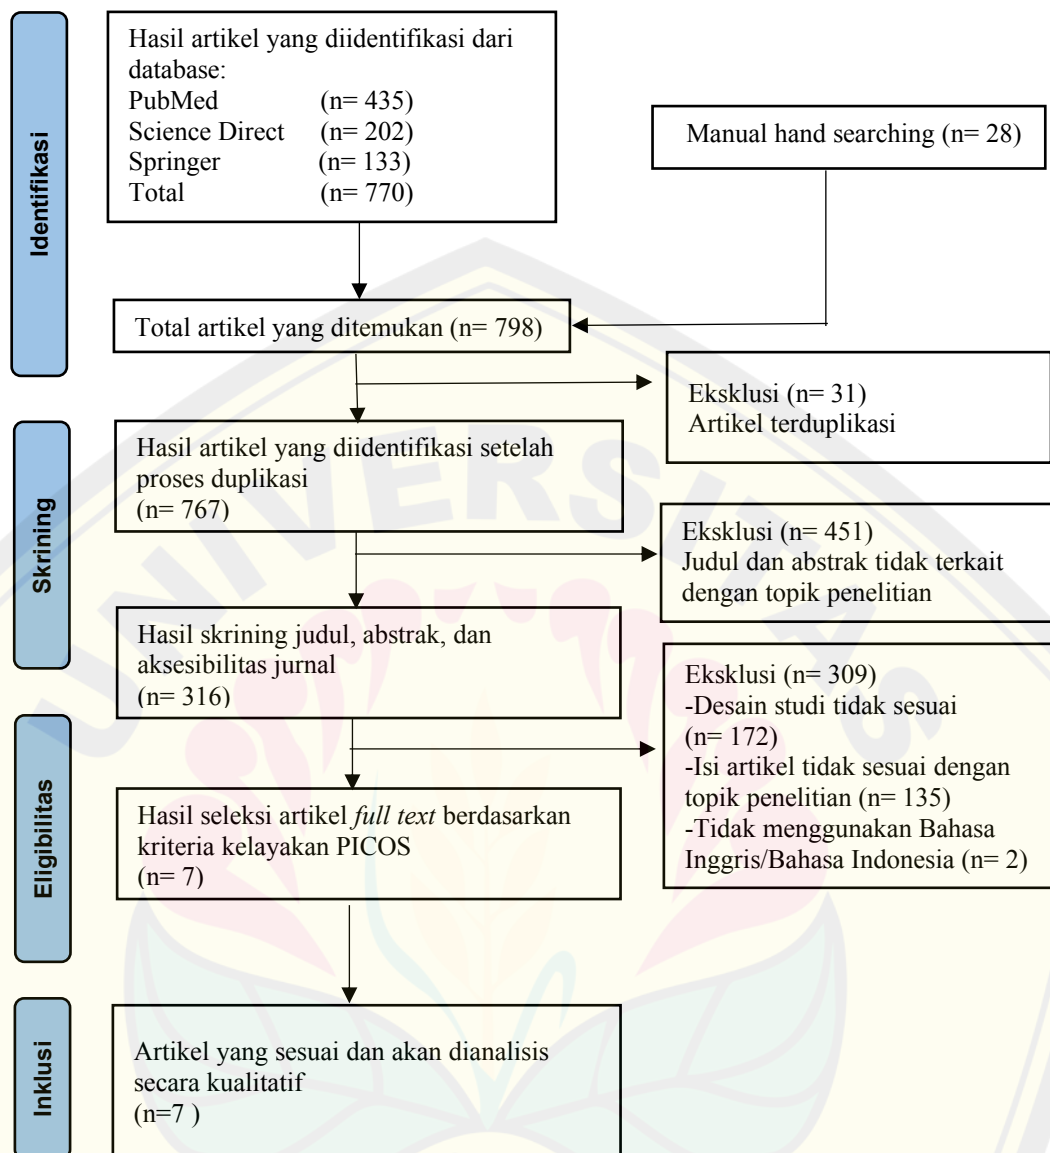 Identifikasi
Hasil artikel yang diidentifikasi dari
database:
PubMed (n= 435)
Science Direct (n= 202)
Springer (n= 133)
Total (n= 770)
Manual hand searching (n= 28)
Total artikel yang ditemukan (n= 798)
Eksklusi (n= 31)
Artikel terduplikasi
Skrining
Hasil artikel yang diidentifikasi setelah
proses duplikasi
(n= 767)
Eksklusi (n= 451)
Judul dan abstrak tidak terkait
dengan topik penelitian
Hasil skrining judul, abstrak, dan
aksesibilitas jurnal
(n= 316)
Eksklusi (n= 309)
-Desain studi tidak sesuai
(n= 172)
-Isi artikel tidak sesuai dengan
topik penelitian (n= 135)
-Tidak menggunakan Bahasa
Inggris/Bahasa Indonesia (n= 2)
Eligibilitas
Hasil seleksi artikel full text berdasarkan
kriteria kelayakan PICOS
(n= 7)
Inklusi
Artikel yang sesuai dan akan dianalisis
secara kualitatif
(n=7 )
UNIVERSITAS